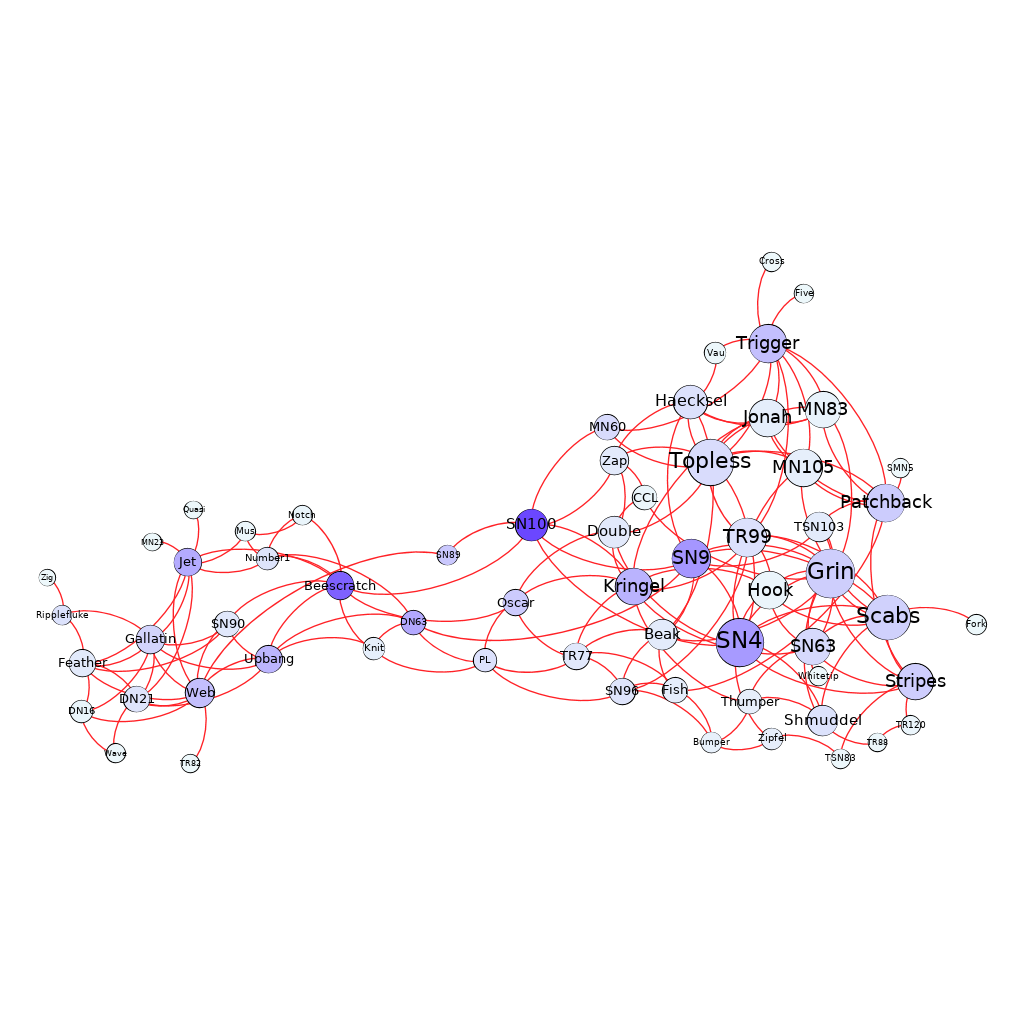 Cross
Five
Trigger
Vau
Haecksel
MN83
Jonah
MN60
Zap
Topless
MN105
SMN5
CCL
Patchback
Quasi
Notch
SN100
Mus
Double
TSN103
TR99
MN23
Number1
SN89
SN9
Jet
Grin
Zig
Beescratch
Kringel
Hook
Oscar
Ripplefluke
Scabs
SN90
DN63
Fork
Gallatin
Beak
SN4
Knit
SN63
Upbang
PL
TR77
Feather
Whitetip
Stripes
Web
DN21
SN96
Fish
Thumper
DN16
Shmuddel
TR120
Bumper
Zipfel
TR88
Wave
TSN83
TR82